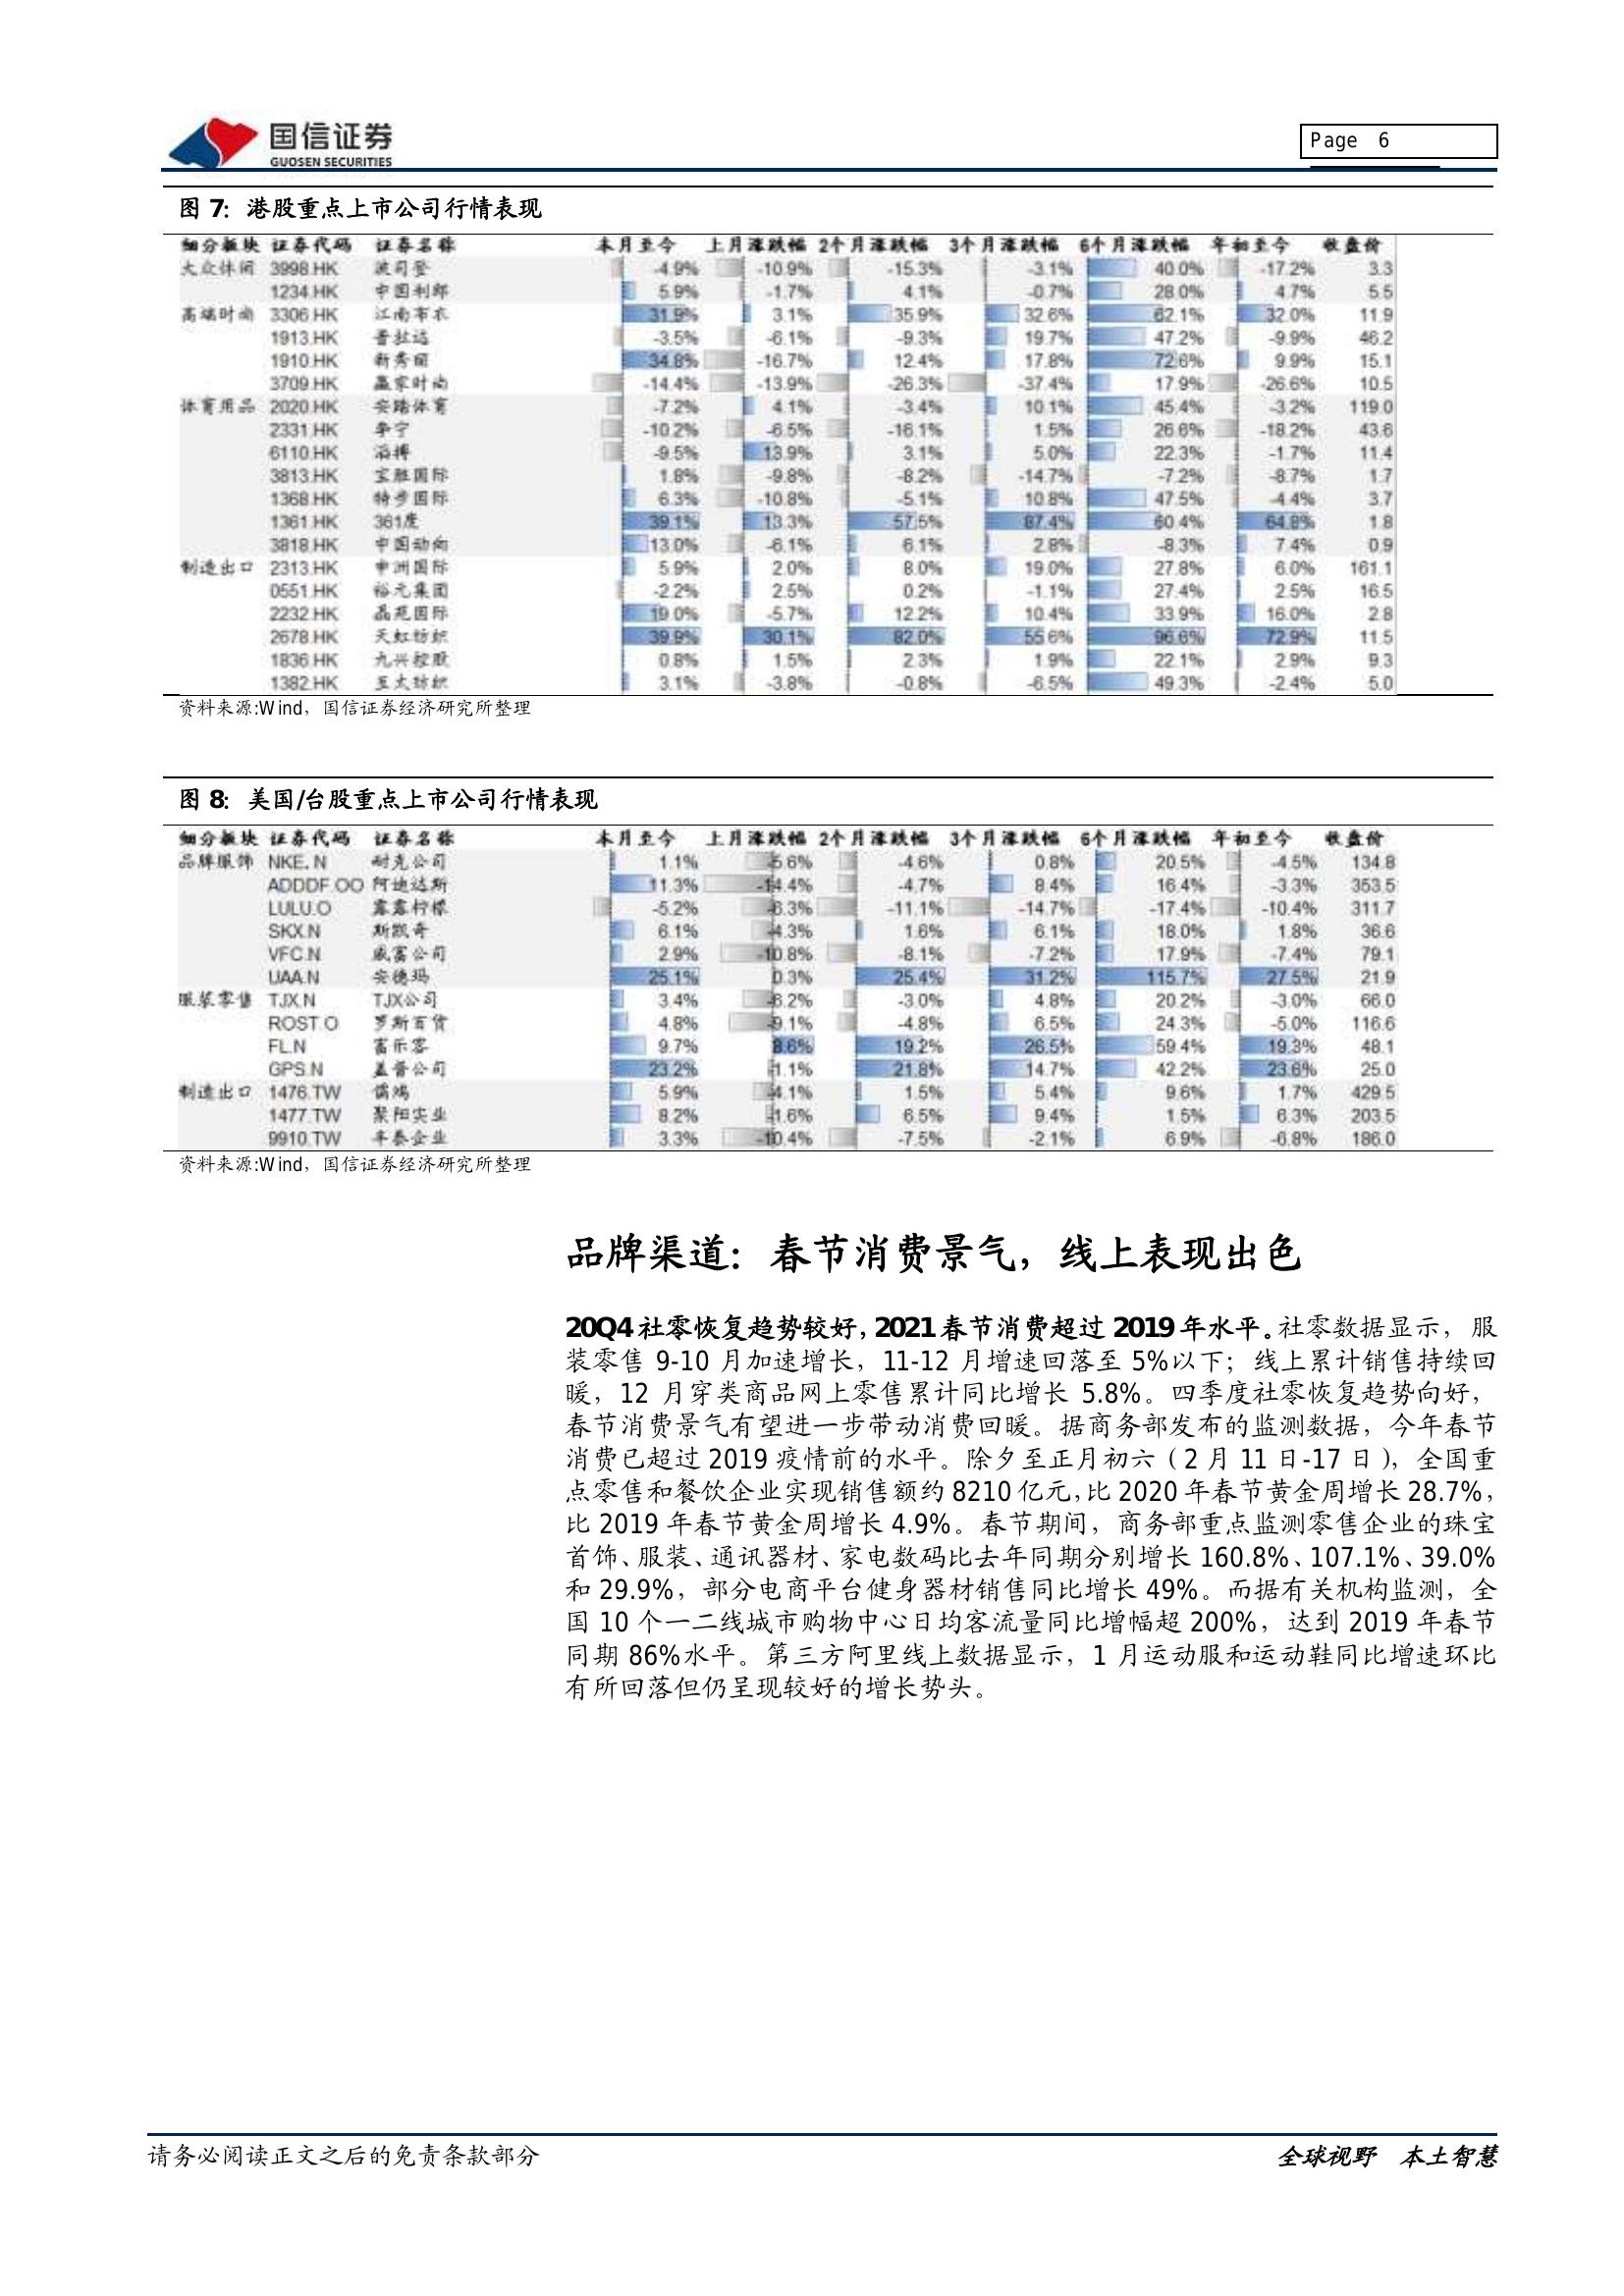 国信证券
GUOSEN SECURITIES
Page 6
图 7：港股重点上市公司行情表现
细分板块 证券代码 证券名称 本月至今 上月涨跌幅 2个月涨跌幅 3个月涨跌幅 6个月涨跌幅 年初至今 收盘价
大众休闲 3998.HK 波司登 -4.9% -10.9% -15.3% -3.1% 40.0% -17.2% 3.3
1234.HK 中国利郎 5.9% -1.7% 4.1% -0.7% 28.0% 4.7% 5.5
高端时尚 3306.HK 江南布衣 31.9% 3.1% 35.9% 32.6% 62.1% 32.0% 11.9
1913.HK 普拉达 -3.5% -6.1% -9.3% 19.7% 47.2% -9.9% 46.2
1910.HK 新秀丽 34.8% -16.7% 12.4% 17.8% 72.6% 9.9% 15.1
3709.HK 赢家时尚 -14.4% -13.9% -26.3% -37.4% 17.9% -26.6% 10.5
体育用品 2020.HK 安踏体育 -7.2% 4.1% -3.4% 10.1% 45.4% -3.2% 119.0
2331.HK 李宁 -10.2% -6.5% -16.1% 1.5% 26.6% -18.2% 43.6
6110.HK 滔搏 -9.5% 13.9% 3.1% 5.0% 22.3% -1.7% 11.4
3813.HK 宝胜国际 1.8% -9.8% -8.2% -14.7% -7.2% -8.7% 1.7
1368.HK 特步国际 6.3% -10.8% -5.1% 10.8% 47.5% -4.4% 3.7
1361.HK 361度 39.1% 13.3% 57.5% 87.4% 60.4% 64.8% 1.8
3818.HK 中国动向 13.0% -6.1% 6.1% 2.8% -8.3% 7.4% 0.9
制造出口 2313.HK 申洲国际 5.9% 2.0% 8.0% 19.0% 27.8% 6.0% 161.1
0551.HK 裕元集团 -2.2% 2.5% 0.2% -1.1% 27.4% 2.5% 16.5
2232.HK 晶苑国际 19.0% -5.7% 12.2% 10.4% 33.9% 16.0% 2.8
2678.HK 天虹纺织 39.9% 30.1% 82.0% 55.6% 96.6% 72.9% 11.5
1836.HK 九兴控股 0.8% 1.5% 2.3% 1.9% 22.1% 2.9% 9.3
1382.HK 互太纺织 3.1% -3.8% -0.8% -6.5% 49.3% -2.4% 5.0
资料来源:Wind，国信证券经济研究所整理
图 8：美国/台股重点上市公司行情表现
细分板块 证券代码 证券名称 本月至今 上月涨跌幅 2个月涨跌幅 3个月涨跌幅 6个月涨跌幅 年初至今 收盘价
品牌服饰 NKE.N 耐克公司 1.1% -5.6% -4.6% 0.8% 20.5% -4.5% 134.8
ADDDF.OO 阿迪达斯 11.3% -14.4% -4.7% 8.4% 16.4% -3.3% 353.5
LULU.O 露露柠檬 -5.2% -6.3% -11.1% -14.7% -17.4% -10.4% 311.7
SKX.N 斯凯奇 6.1% -4.3% 1.6% 6.1% 18.0% 1.8% 36.6
VFC.N 威富公司 2.9% -10.8% -8.1% -7.2% 17.9% -7.4% 79.1
UAA.N 安德玛 25.1% 0.3% 25.4% 31.2% 115.7% 27.5% 21.9
服装零售 TJX.N TJX公司 3.4% -6.2% -3.0% 4.8% 20.2% -3.0% 66.0
ROST.O 罗斯百货 4.8% -9.1% -4.8% 6.5% 24.3% -5.0% 116.6
FL.N 富乐客 9.7% 8.6% 19.2% 26.5% 59.4% 19.3% 48.1
GPS.N 盖普公司 23.2% -1.1% 21.8% 14.7% 42.2% 23.6% 25.0
制造出口 1476.TW 儒鸿 5.9% -4.1% 1.5% 5.4% 9.6% 1.7% 429.5
1477.TW 聚阳实业 8.2% -1.6% 6.5% 9.4% 1.5% 6.3% 203.5
9910.TW 丰泰企业 3.3% -10.4% -7.5% -2.1% 6.9% -6.8% 186.0
资料来源:Wind，国信证券经济研究所整理
品牌渠道：春节消费景气，线上表现出色
20Q4 社零恢复趋势较好，2021 春节消费超过 2019 年水平。社零数据显示，服
装零售 9-10 月加速增长，11-12 月增速回落至 5%以下；线上累计销售持续回
暖，12 月穿类商品网上零售累计同比增长 5.8%。四季度社零恢复趋势向好，
春节消费景气有望进一步带动消费回暖。据商务部发布的监测数据，今年春节
消费已超过 2019 疫情前的水平。除夕至正月初六（2 月 11 日-17 日），全国重
点零售和餐饮企业实现销售额约 8210 亿元，比 2020 年春节黄金周增长 28.7%，
比 2019 年春节黄金周增长 4.9%。春节期间，商务部重点监测零售企业的珠宝
首饰、服装、通讯器材、家电数码比去年同期分别增长 160.8%、107.1%、39.0%
和 29.9%，部分电商平台健身器材销售同比增长 49%。而据有关机构监测，全
国 10 个一二线城市购物中心日均客流量同比增幅超 200%，达到 2019 年春节
同期 86%水平。第三方阿里线上数据显示，1 月运动服和运动鞋同比增速环比
有所回落但仍呈现较好的增长势头。
请务必阅读正文之后的免责条款部分
全球视野 本土智慧